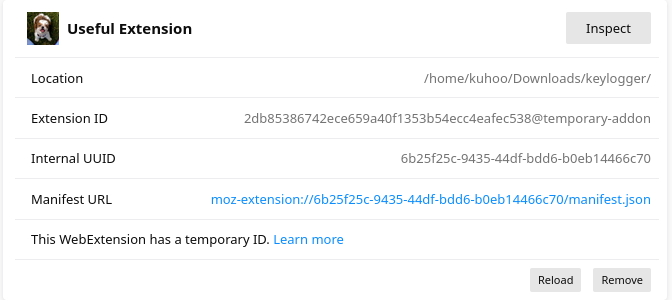 Useful Extension Inspect
Location /home/kuhoo/Downloads/keylogger/
Extension ID 2db85386742ece659a40f1353b54ecc4eafec538@temporary-addon
Internal UUID 6b25f25c-9435-44df-bdd6-b0eb14466c70
Manifest URL moz-extension://6b25f25c-9435-44df-bdd6-b0eb14466c70/manifest.json
This WebExtension has a temporary ID. Learn more
Reload Remove